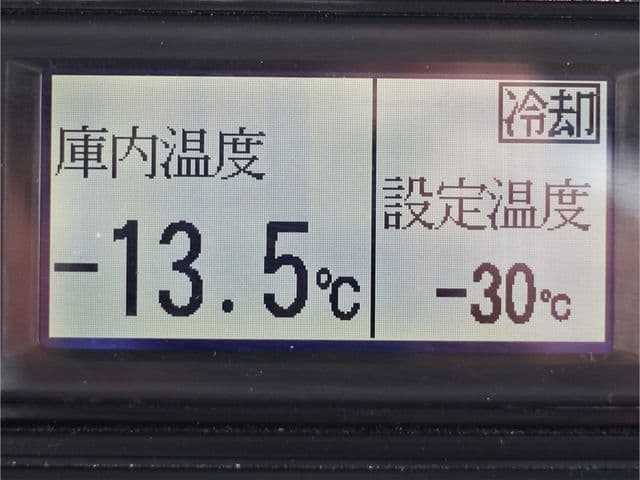 庫内温度
-13.5℃
冷却
設定温度
-30℃